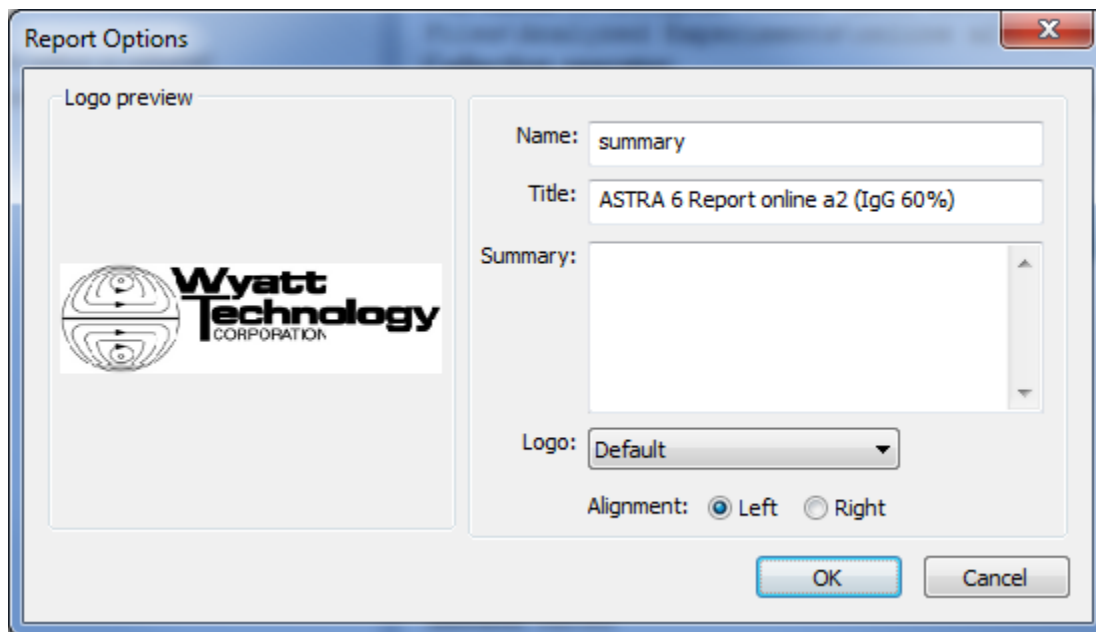 Report Options
Logo preview
Wyatt
Technology
CORPORATION
Name: summary
Title: ASTRA 6 Report online a2 (IgG 60%)
Summary:
Logo: Default
Alignment: Left Right
OK Cancel